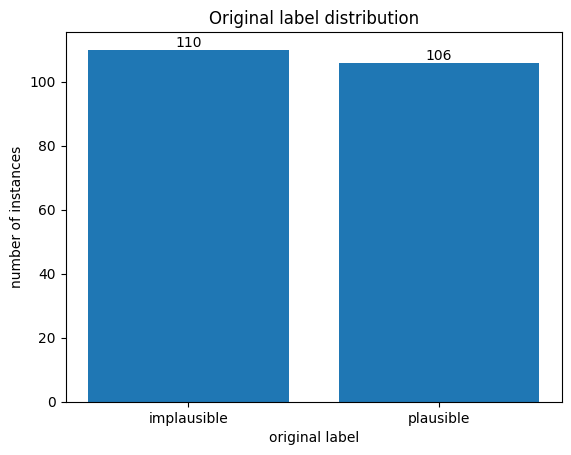 Original label distribution
110
106
100
80
60
40
20
0
number of instances
implausible
plausible
original label